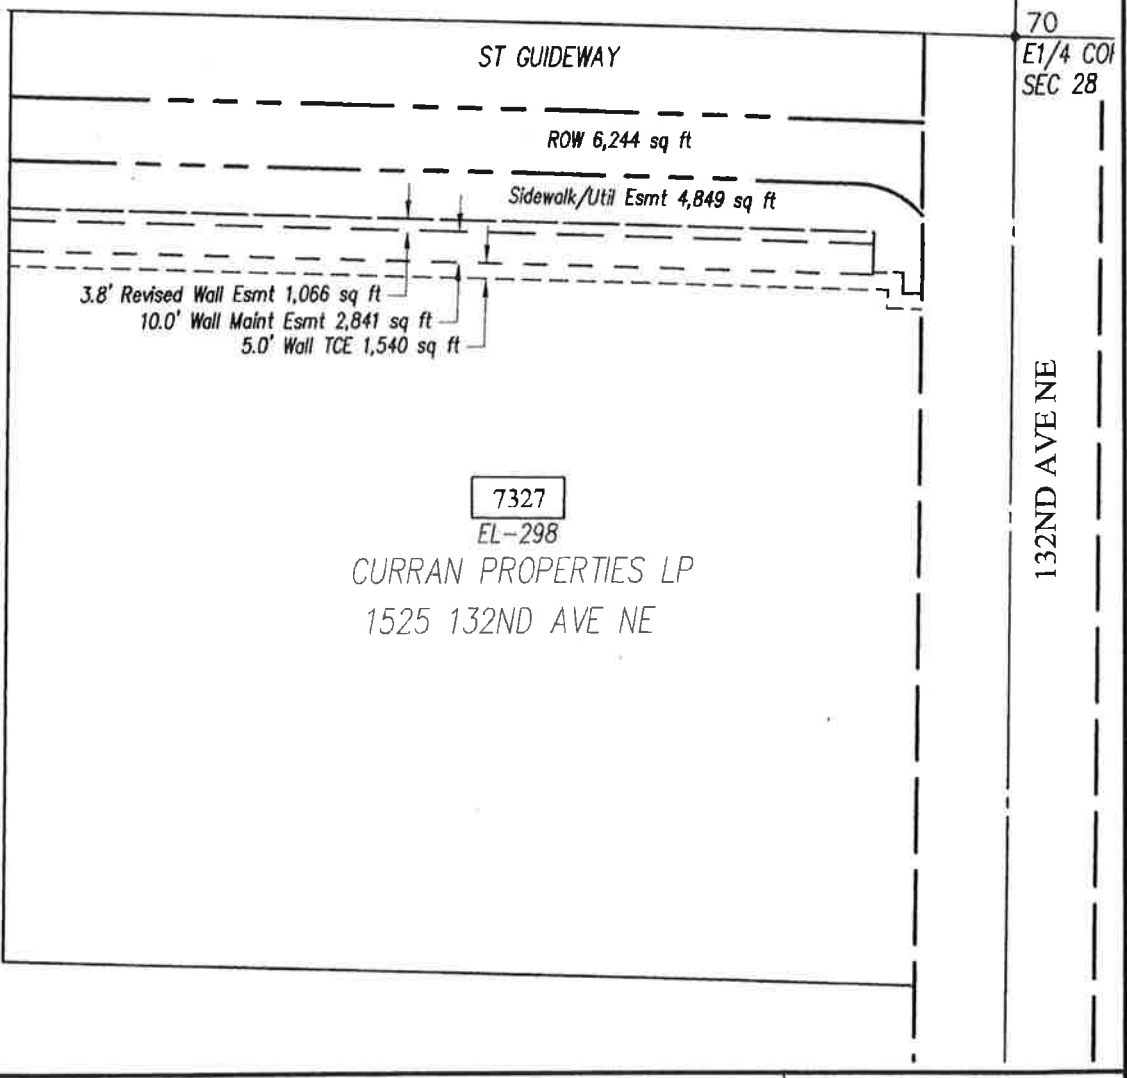 70
E1/4 COR
SEC 28
ST GUIDEWAY
ROW 6,244 sq ft
Sidewalk/Util Esmt 4,849 sq ft
3.8' Revised Wall Esmt 1,066 sq ft
10.0' Wall Maint Esmt 2,841 sq ft
5.0' Wall TCE 1,540 sq ft
7327
EL-298
CURRAN PROPERTIES LP
1525 132ND AVE NE
132ND AVE NE